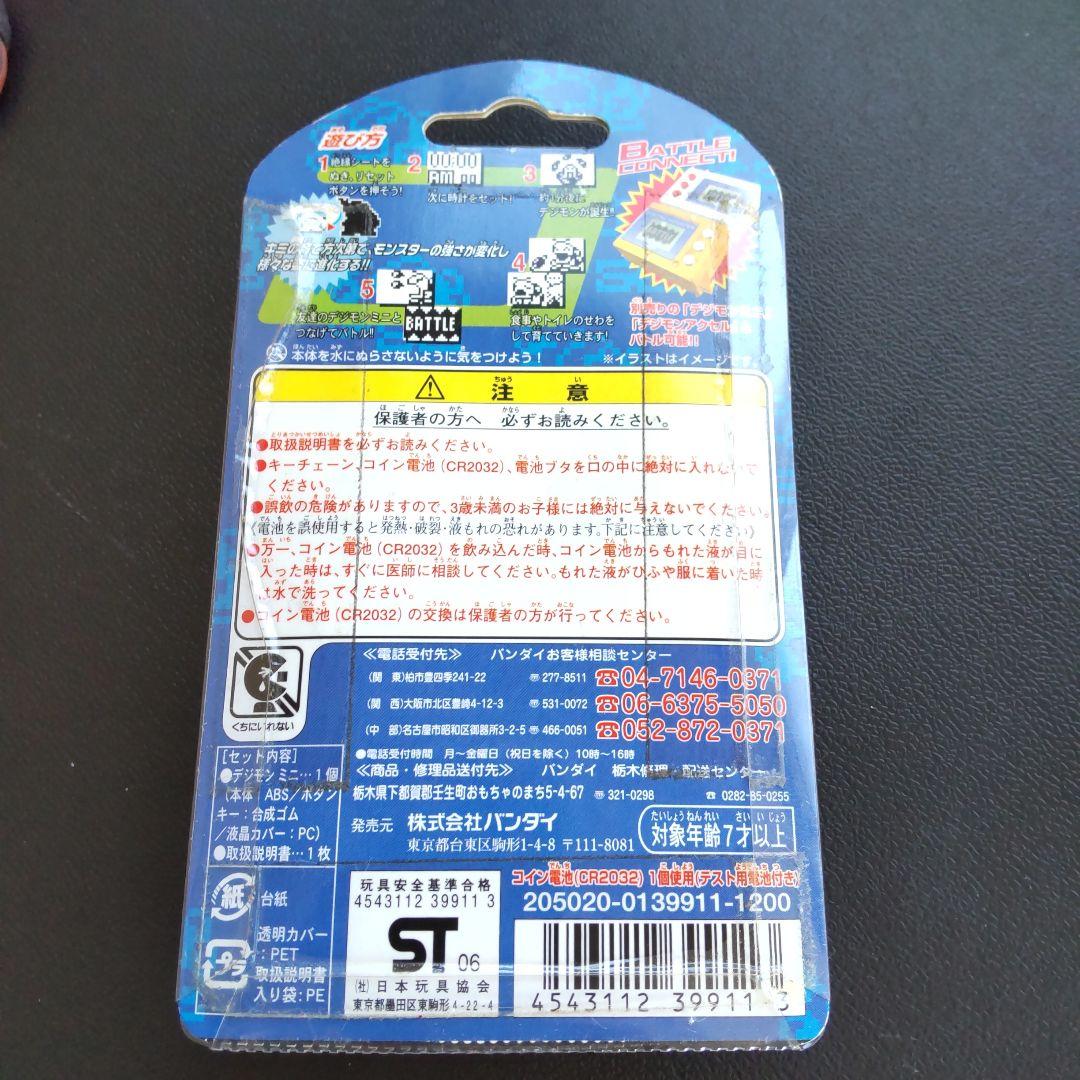 遊び方
1 絶縁シートを
ぬき、リセット
ボタンを押そう!
2
AM
次に時計をセット!
3
デジモンが誕生!!
BATTLE
CONNECT!
モンスターの強さが変化し
進化する!!
4
食事やトイレのせわを
して育てていきます!
5
友達のデジモンミニと
つなげてバトル!!
BATTLE
別売りの「デジモン
「デジモンアクセル」
バトル可能!!
本体を水にぬらさないように気をつけよう!
※イラストはイメージです
注意
保護者の方へ 必ずお読みください。
●取扱説明書を必ずお読みください。
●キーチェーン、コイン電池(CR2032)、電池ブタを口の中に絶対に入れないで
ください。
●誤飲の危険がありますので、3歳未満のお子様には絶対に与えないでください。
《電池を誤使用すると発熱・破裂・液もれの恐れがあります。下記に注意してください》
●万一、コイン電池(CR2032)を飲み込んだ時、コイン電池からもれた液が目に
入った時は、すぐに医師に相談してください。もれた液がひふや服に着いた時
は水で洗ってください。
●コイン電池(CR2032)の交換は保護者の方が行ってください。
くちにいれない
≪電話受付先≫ バンダイお客様相談センター
(関 東)柏市豊四季241-22 〠277-8511 ☎04-7146-0371
(関 西)大阪市北区豊崎4-12-3 〠531-0072 ☎06-6375-5050
(中 部)名古屋市昭和区御器所3-2-5 〠466-0051 ☎052-872-0371
●電話受付時間 月〜金曜日(祝日を除く)10時〜16時
≪商品・修理品送付先≫ バンダイ 栃木修理・配送センター
栃木県下都賀郡壬生町おもちゃのまち5-4-67 〠321-0298 ☎0282-85-0255
発売元 株式会社バンダイ
東京都台東区駒形1-4-8 〒111-8081
対象年齢7才以上
[セット内容]
●デジモンミニ…1個
(本体:ABS/ボタン
キー:合成ゴム
/液晶カバー:PC)
●取扱説明書…1枚
紙
台紙
プラ
透明カバー
:PET
取扱説明書
入り袋:PE
玩具安全基準合格
4543112 39911 3
ST 06
(社)日本玩具協会
東京都墨田区東駒形4-22-4
コイン電池(CR2032)1個使用(テスト用電池付き)
205020-0139911-1200
4543112 39911 3